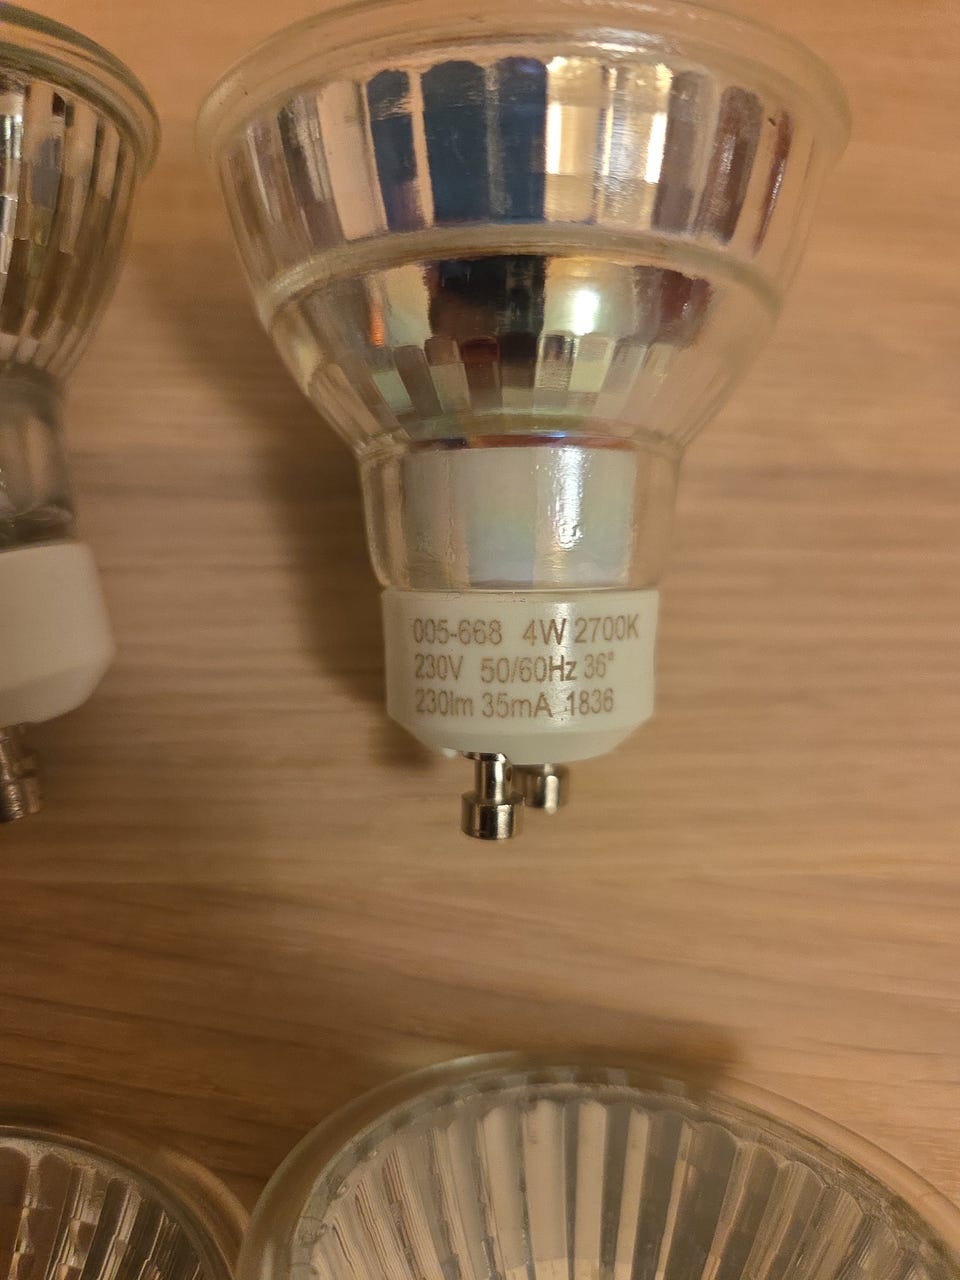 005-668 4W 2700K
230V 50/60Hz 36°
230lm 35mA 1836